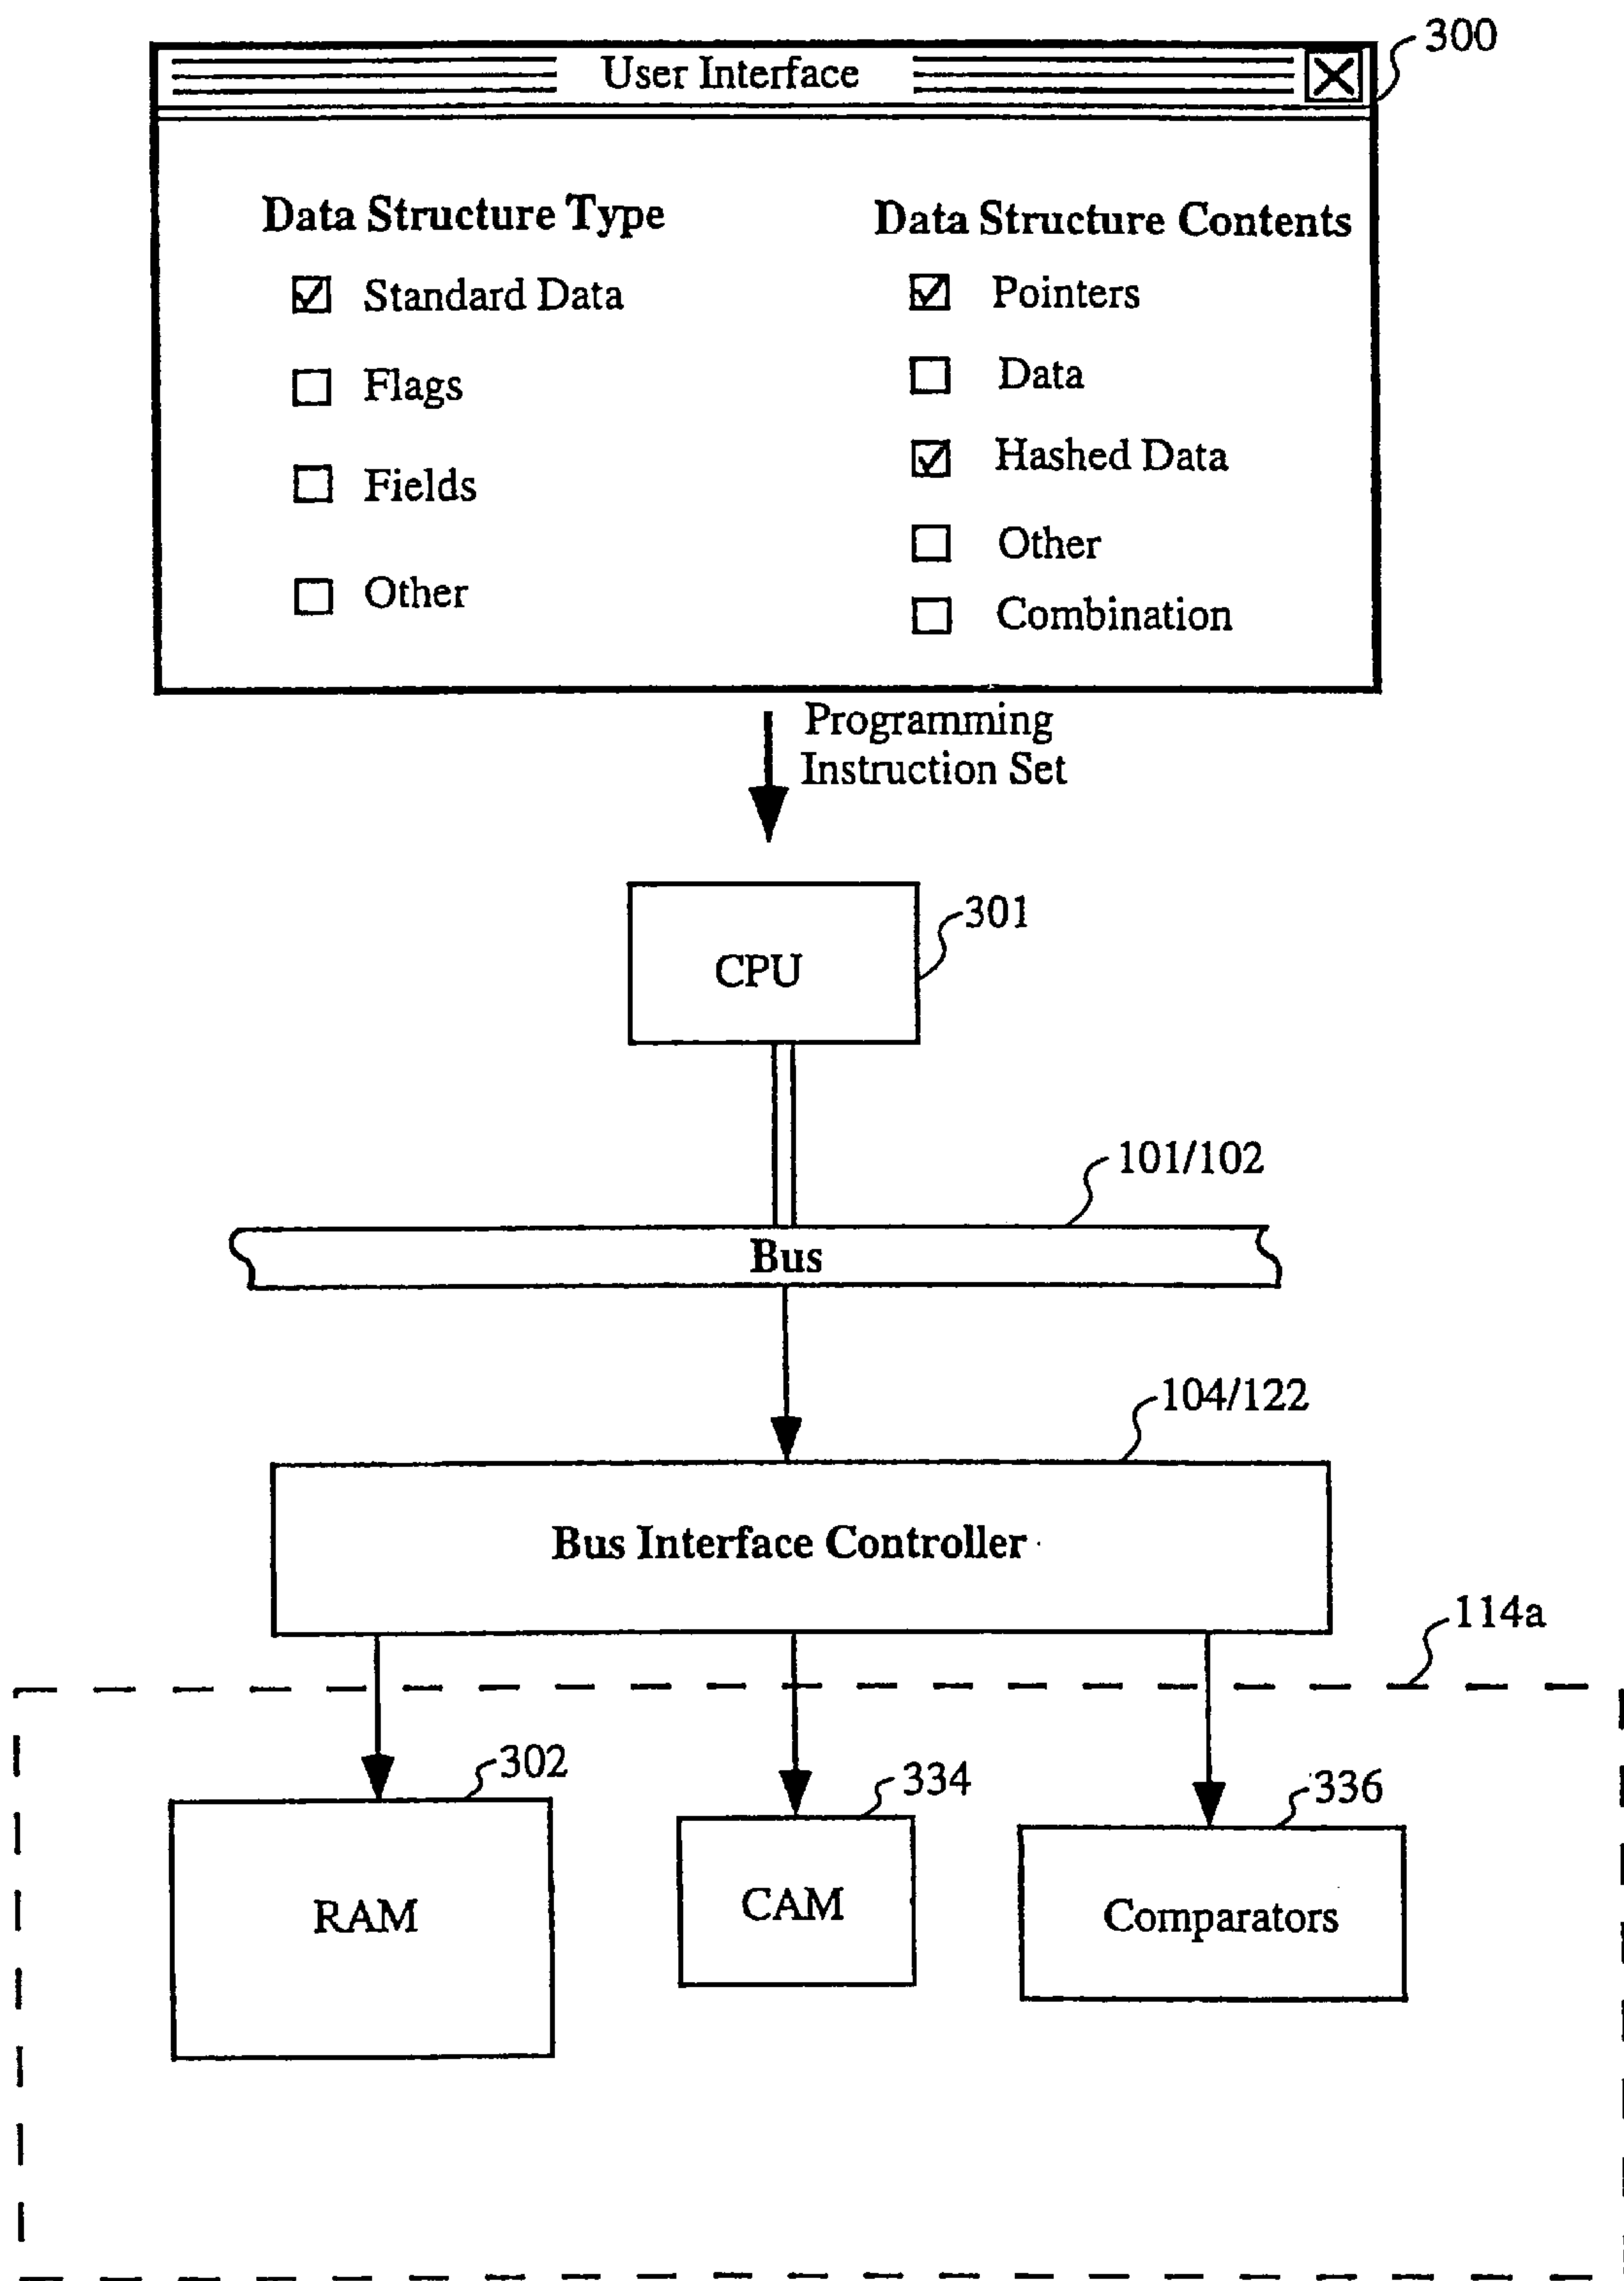 300
User Interface
Data Structure Type
Data Structure Contents
Standard Data
Pointers
Flags
Data
Fields
Hashed Data
Other
Other
Combination
Programming
Instruction Set
CPU
301
101/102
Bus
104/122
Bus Interface Controller
114a
302
334
336
RAM
CAM
Comparators